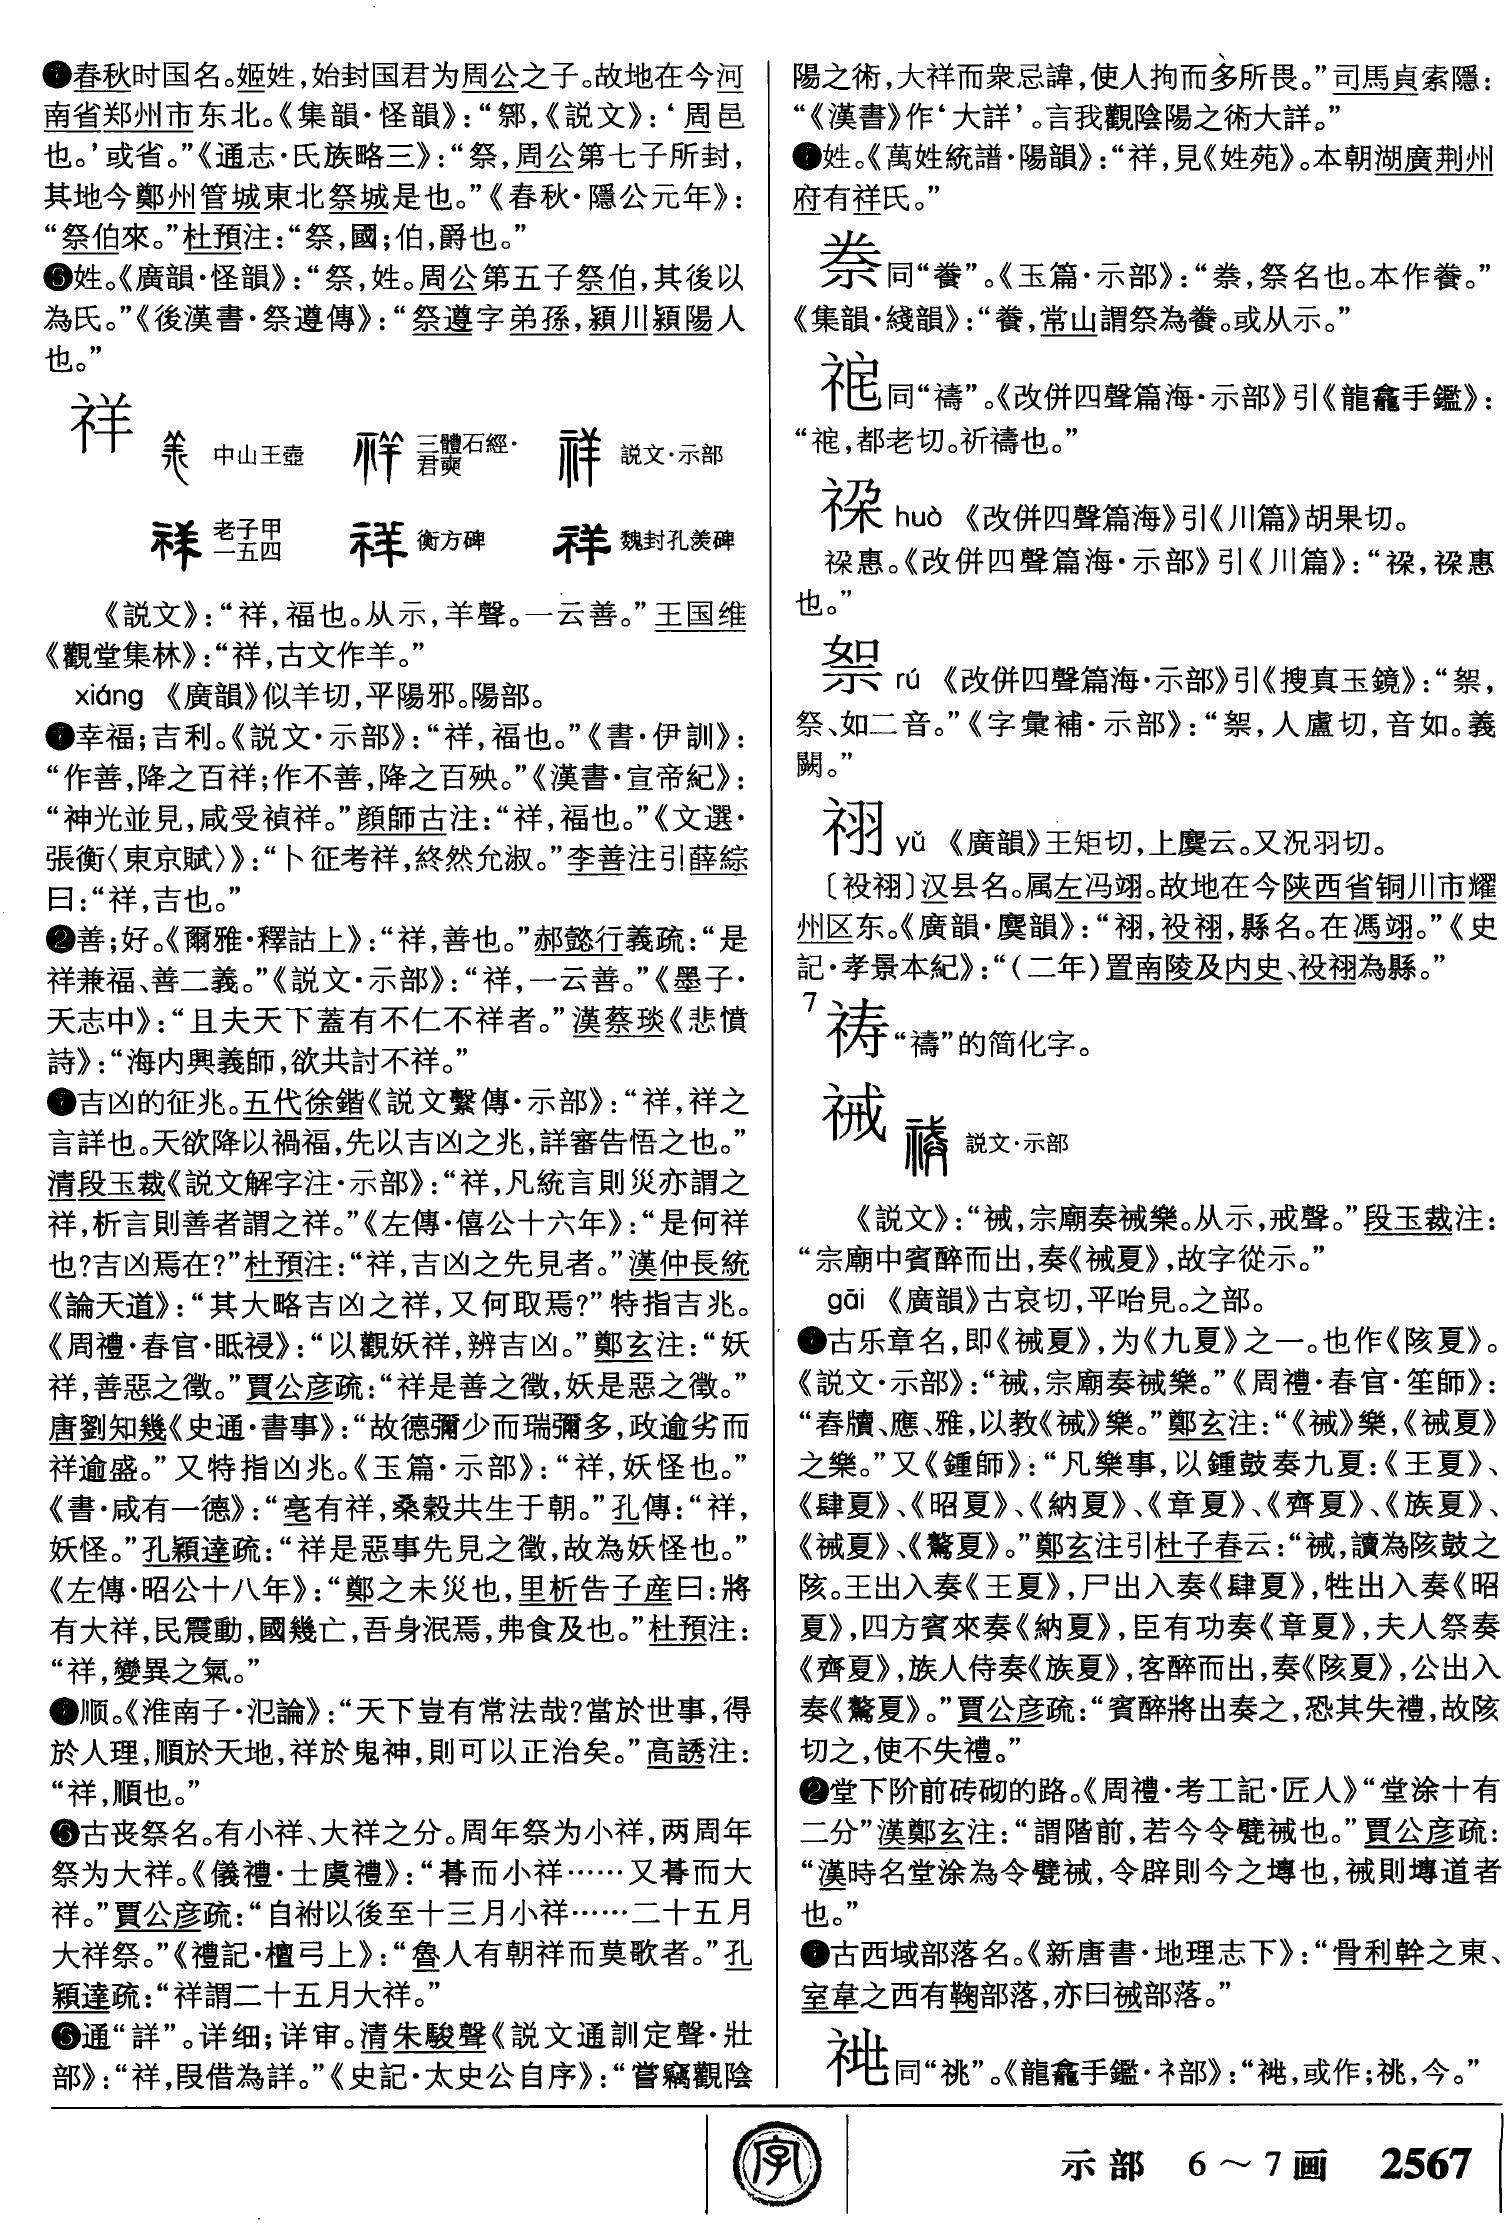 春秋时国名。姬姓，始封国君为周公之子。故地在今河
南省郑州市东北。《集韻·怪韻》：“鄒，《説文》：‘周邑
也。’或省。”《通志·氏族略三》：“祭，周公第七子所封，
其地今鄭州管城東北祭城是也。”《春秋·隱公元年》：
“祭伯來。”杜預注：“祭，國；伯，爵也。”
❺姓。《廣韻·怪韻》：“祭，姓。周公第五子祭伯，其後以
為氏。”《後漢書·祭遵傳》：“祭遵字弟孫，潁川潁陽人
也。”
祥 中山王壺 三體石經·君奭 説文·示部
老子甲一五四 衡方碑 魏封孔羨碑
《説文》：“祥，福也。从示，羊聲。一云善。”王国维
《觀堂集林》：“祥，古文作羊。”
xiáng 《廣韻》似羊切，平陽邪。陽部。
❶幸福；吉利。《説文·示部》：“祥，福也。”《書·伊訓》：
“作善，降之百祥；作不善，降之百殃。”《漢書·宣帝紀》：
“神光並見，咸受禎祥。”顔師古注：“祥，福也。”《文選·
張衡〈東京賦〉》：“卜征考祥，終然允淑。”李善注引薛綜
曰：“祥，吉也。”
❷善；好。《爾雅·釋詁上》：“祥，善也。”郝懿行義疏：“是
祥兼福、善二義。”《説文·示部》：“祥，一云善。”《墨子·
天志中》：“且夫天下蓋有不仁不祥者。”漢蔡琰《悲憤
詩》：“海内興義師，欲共討不祥。”
吉凶的征兆。五代徐鍇《説文繫傳·示部》：“祥，祥之
言詳也。天欲降以禍福，先以吉凶之兆，詳審告悟之也。”
清段玉裁《説文解字注·示部》：“祥，凡統言則災亦謂之
祥，析言則善者謂之祥。”《左傳·僖公十六年》：“是何祥
也？吉凶焉在？”杜預注：“祥，吉凶之先見者。”漢仲長統
《論天道》：“其大略吉凶之祥，又何取焉？”特指吉兆。
《周禮·春官·眡祲》：“以觀妖祥，辨吉凶。”鄭玄注：“妖
祥，善惡之徵。”賈公彦疏：“祥是善之徵，妖是惡之徵。”
唐劉知幾《史通·書事》：“故德彌少而瑞彌多，政逾劣而
祥逾盛。”又特指凶兆。《玉篇·示部》：“祥，妖怪也。”
《書·咸有一德》：“亳有祥，桑榖共生于朝。”孔傳：“祥，
妖怪。”孔穎達疏：“祥是惡事先見之徵，故為妖怪也。”
《左傳·昭公十八年》：“鄭之未災也，里析告子産曰：將
有大祥，民震動，國幾亡，吾身泯焉，弗食及也。”杜預注：
“祥，變異之氣。”
顺。《淮南子·氾論》：“天下豈有常法哉？當於世事，得
於人理，順於天地，祥於鬼神，則可以正治矣。”高誘注：
“祥，順也。”
古丧祭名。有小祥、大祥之分。周年祭为小祥，两周年
祭为大祥。《儀禮·士虞禮》：“朞而小祥……又朞而大
祥。”賈公彦疏：“自祔以後至十三月小祥……二十五月
大祥祭。”《禮記·檀弓上》：“魯人有朝祥而莫歌者。”孔
穎達疏：“祥謂二十五月大祥。”
通“詳”。详细；详审。清朱駿聲《説文通訓定聲·壯
部》：“祥，叚借為詳。”《史記·太史公自序》：“嘗竊觀陰
陽之術，大祥而衆忌諱，使人拘而多所畏。”司馬貞索隱：
“《漢書》作‘大詳’。言我觀陰陽之術大詳。”
姓。《萬姓統譜·陽韻》：“祥，見《姓苑》。本朝湖廣荆州
府有祥氏。”
同“餋”。《玉篇·示部》：“祭名也。本作餋。”
《集韻·綫韻》：“餋，常山謂祭為餋。或从示。”
同“禱”。《改併四聲篇海·示部》引《龍龕手鑑》：
“都老切。祈禱也。”
huò 《改併四聲篇海》引《川篇》胡果切。
惠。《改併四聲篇海·示部》引《川篇》：“惠
也。”
rú 《改併四聲篇海·示部》引《搜真玉鏡》：“
祭、如二音。”《字彙補·示部》：“人盧切，音如。義
闕。”
祤 yǔ 《廣韻》王矩切，上麌云。又况羽切。
〔祋祤〕汉县名。属左冯翊。故地在今陕西省铜川市耀
州区东。《廣韻·麌韻》：“祤，祋祤，縣名。在馮翊。”《史
記·孝景本紀》：“（二年）置南陵及内史、祋祤為縣。”
7
祷 “禱”的简化字。
祴 説文·示部
《説文》：“祴，宗廟奏祴樂。从示，戒聲。”段玉裁注：
“宗廟中賓醉而出，奏《祴夏》，故字從示。”
gāi 《廣韻》古哀切，平咍見。之部。
❶古乐章名，即《祴夏》，为《九夏》之一。也作《陔夏》。
《説文·示部》：“祴，宗廟奏祴樂。”《周禮·春官·笙師》：
“舂牘、應、雅，以教《祴》樂。”鄭玄注：“《祴》樂，《祴夏》
之樂。”又《鍾師》：“凡樂事，以鍾鼓奏九夏：《王夏》、
《肆夏》、《昭夏》、《納夏》、《章夏》、《齊夏》、《族夏》、
《祴夏》、《驁夏》。”鄭玄注引杜子春云：“祴，讀為陔鼓之
陔。王出入奏《王夏》，尸出入奏《肆夏》，牲出入奏《昭
夏》，四方賓來奏《納夏》，臣有功奏《章夏》，夫人祭奏
《齊夏》，族人侍奏《族夏》，客醉而出，奏《陔夏》，公出入
奏《驁夏》。”賈公彦疏：“賓醉將出奏之，恐其失禮，故陔
切之，使不失禮。”
❷堂下阶前砖砌的路。《周禮·考工記·匠人》“堂涂十有
二分”漢鄭玄注：“謂階前，若今令甓祴也。”賈公彦疏：
“漢時名堂涂為令甓祴，令辟則今之塼也，祴則塼道者
也。”
古西域部落名。《新唐書·地理志下》：“骨利幹之東、
室韋之西有鞠部落，亦曰祴部落。”
同“祧”。《龍龕手鑑·礻部》：“或作；祧，今。”
字
示部 6～7画 2567